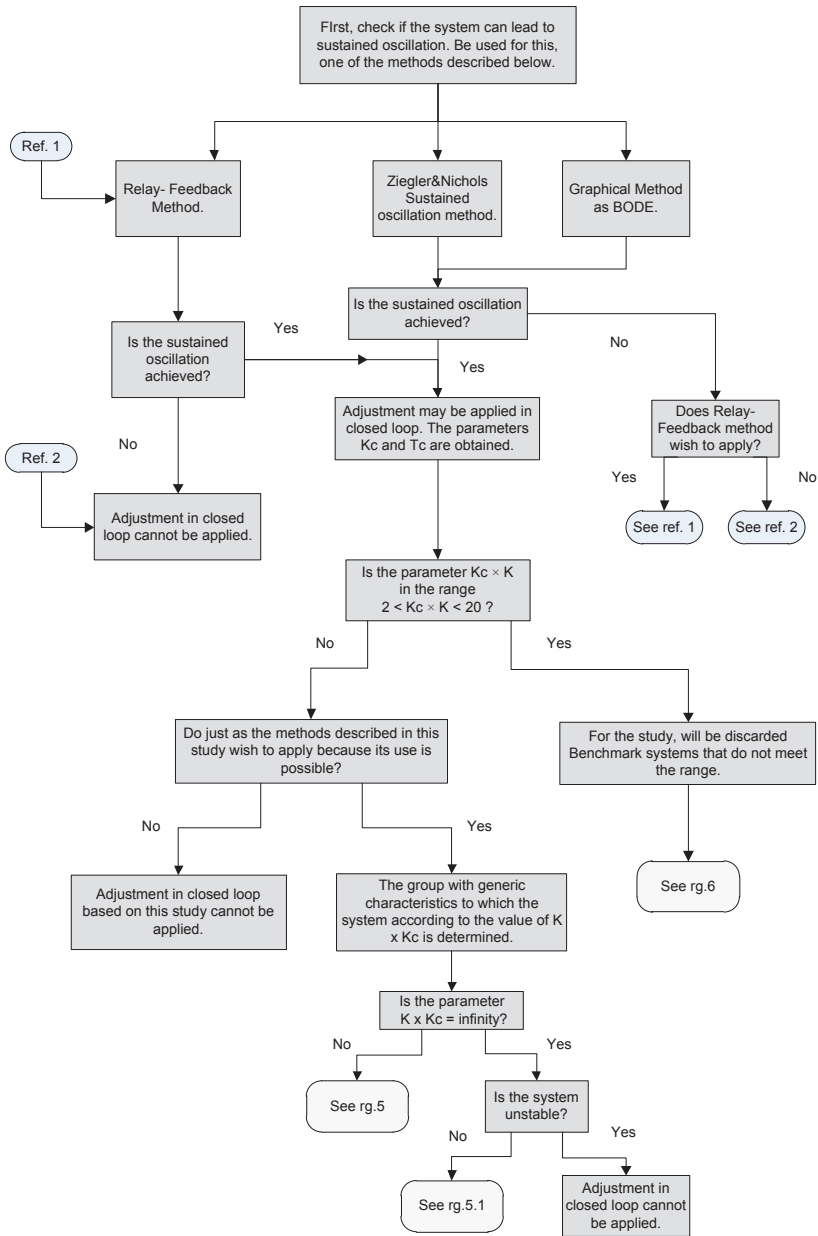 FIrst, check if the system can lead to
sustained oscillation. Be used for this,
one of the methods described below.
Ref. 1
Relay- Feedback
Method.
Ziegler&Nichols
Sustained
oscillation method.
Graphical Method
as BODE.
Is the sustained oscillation
achieved?
Yes
No
Is the sustained
oscillation
achieved?
Yes
Adjustment may be applied in
closed loop. The parameters
Kc and Tc are obtained.
Does Relay-
Feedback method
wish to apply?
No
Ref. 2
Yes
No
Adjustment in closed
loop cannot be applied.
See ref. 1
See ref. 2
Is the parameter Kc × K
in the range
2 < Kc × K < 20 ?
No
Yes
Do just as the methods described in this
study wish to apply because its use is
possible?
For the study, will be discarded
Benchmark systems that do not meet
the range.
No
Yes
Adjustment in closed loop
based on this study cannot be
applied.
The group with generic
characteristics to which the
system according to the value of K
x Kc is determined.
See rg.6
Is the parameter
K x Kc = infinity?
No
Yes
See rg.5
Is the system
unstable?
No
Yes
See rg.5.1
Adjustment in
closed loop cannot
be applied.